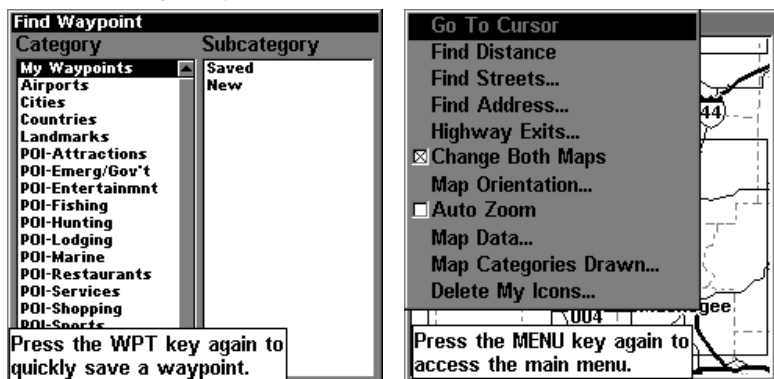 Find Waypoint
Category
Subcategory
My Waypoints
Airports
Cities
Countries
Landmarks
POI-Attractions
POI-Emerg/Gov't
POI-Entertainmnt
POI-Fishing
POI-Hunting
POI-Lodging
POI-Marine
POI-Restaurants
POI-Services
POI-Shopping
POI-Sports
Saved
New
Press the WPT key again to
quickly save a waypoint.
Go To Cursor
Find Distance
Find Streets...
Find Address...
Highway Exits...
Change Both Maps
Map Orientation...
Auto Zoom
Map Data...
Map Categories Drawn...
Delete My Icons...
44
gee
Press the MENU key again to
access the main menu.